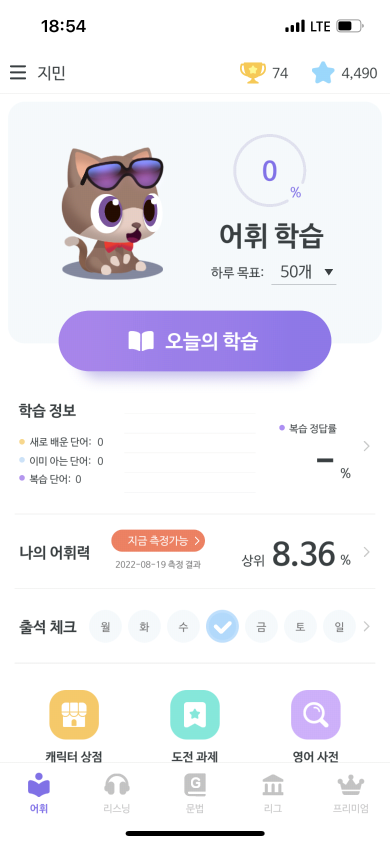 18:54 LTE
지민 74 4,490
0 %
어휘 학습
하루 목표: 50개
오늘의 학습
학습 정보
새로 배운 단어: 0
이미 아는 단어: 0
복습 단어: 0
복습 정답률
– %
나의 어휘력
지금 측정가능
2022-08-19 측정 결과
상위 8.36 %
출석 체크 월 화 수 금 토 일
캐릭터 상점 도전 과제 영어 사전
G
어휘 리스닝 문법 리그 프리미엄